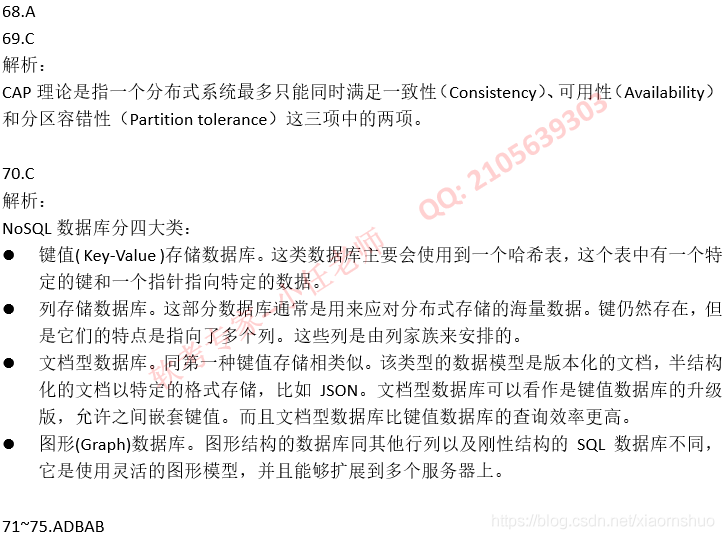 68.A
69.C
解析：
CAP 理论是指一个分布式系统最多只能同时满足一致性（Consistency）、可用性（Availability）
和分区容错性（Partition tolerance）这三项中的两项。
70.C
解析：
NoSQL 数据库分四大类：
● 键值( Key-Value )存储数据库。这类数据库主要会使用到一个哈希表，这个表中有一个特
定的键和一个指针指向特定的数据。
● 列存储数据库。这部分数据库通常是用来应对分布式存储的海量数据。键仍然存在，但
是它们的特点是指向了多个列。这些列是由列家族来安排的。
● 文档型数据库。同第一种键值存储相类似。该类型的数据模型是版本化的文档，半结构
化的文档以特定的格式存储，比如 JSON。文档型数据库可以看作是键值数据库的升级
版，允许之间嵌套键值。而且文档型数据库比键值数据库的查询效率更高。
● 图形(Graph)数据库。图形结构的数据库同其他行列以及刚性结构的 SQL 数据库不同，
它是使用灵活的图形模型，并且能够扩展到多个服务器上。
71~75.ADBAB
软考专家--小任老师 QQ: 2105639303
https://blog.csdn.net/xiaomshuo